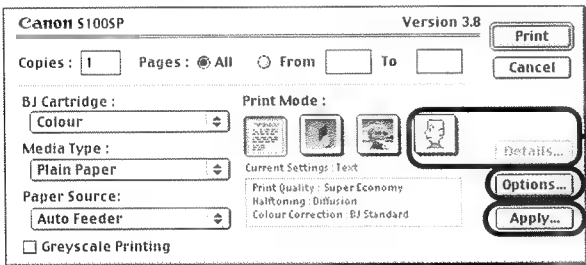 Canon S100SP Version 3.8
Print
Copies : 1 Pages : All From To
Cancel
BJ Cartridge :
Colour
Print Mode :
Media Type :
Plain Paper
Details...
Current Settings : Text
Print Quality : Super Economy
Halftoning : Diffusion
Colour Correction : BJ Standard
Options...
Paper Source:
Auto Feeder
Apply...
Greyscale Printing